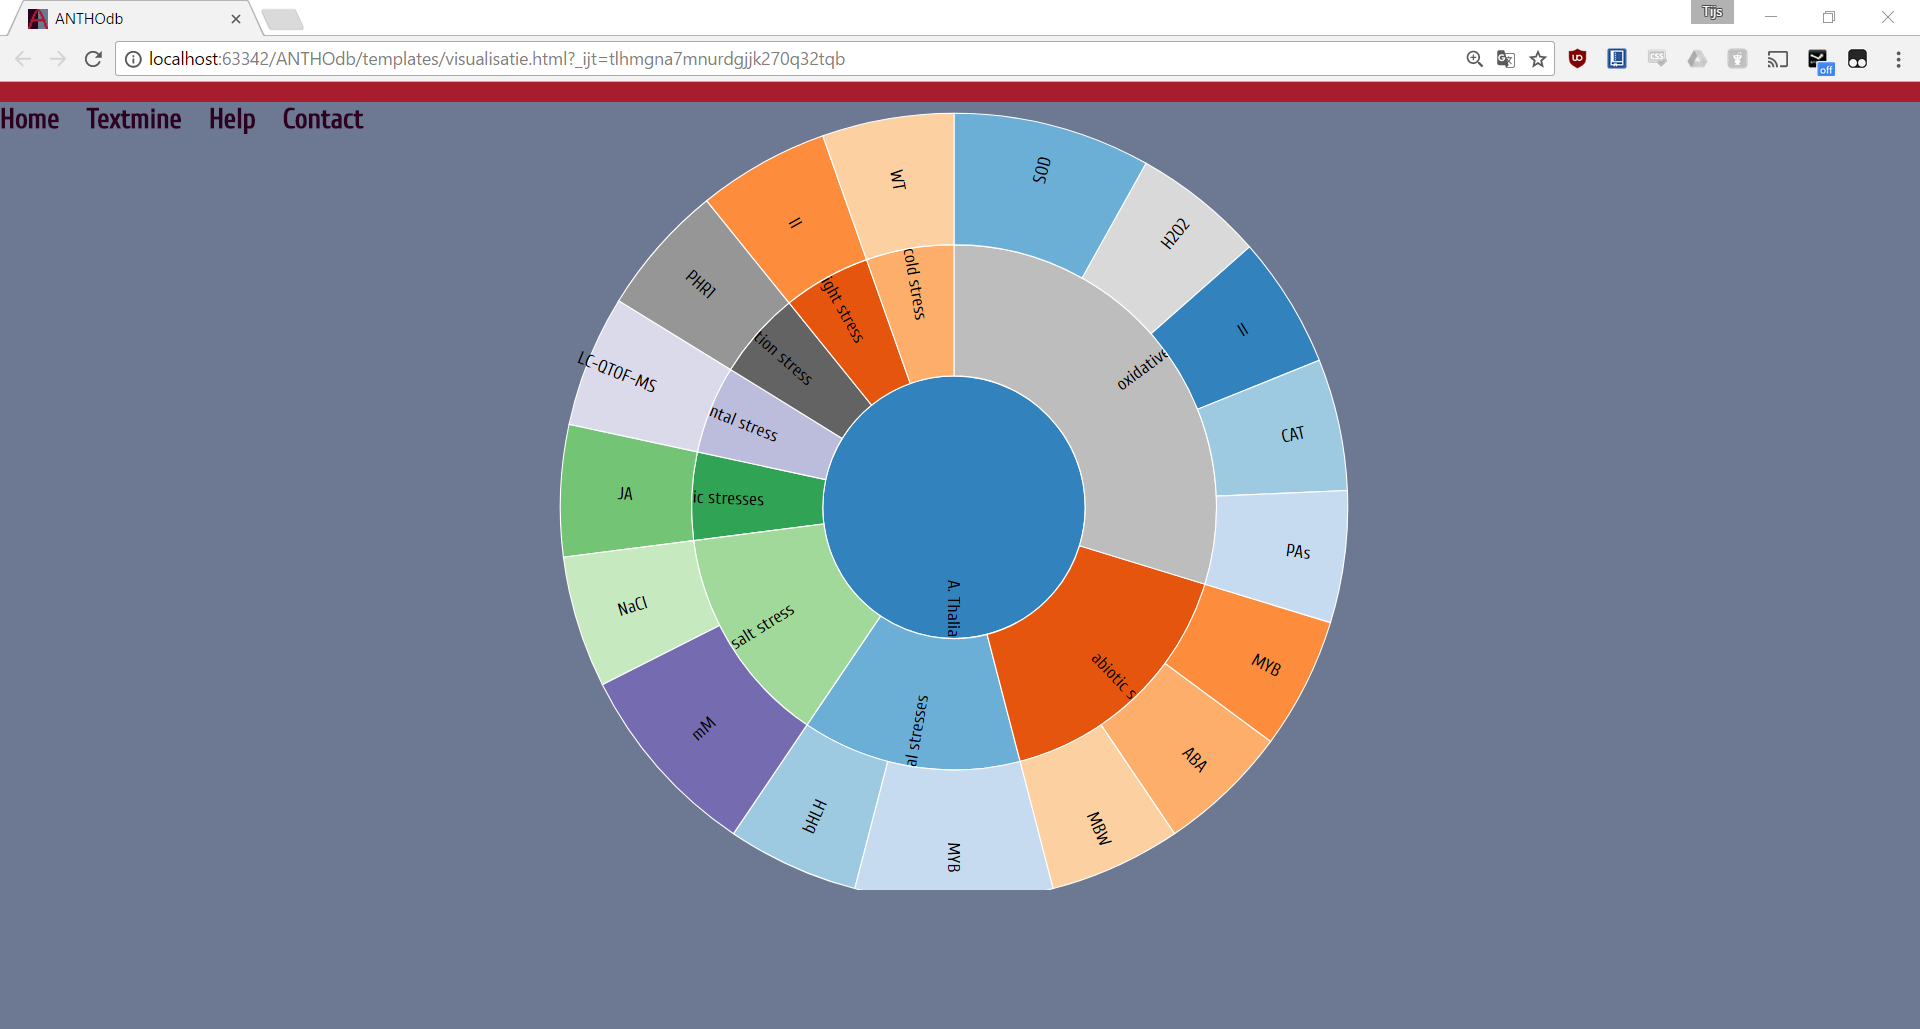 ANTHOdb
Tijs
localhost:63342/ANTHOdb/templates/visualisatie.html?_ijt=tlhmgna7mnurdgjjk270q32tqb
off
Home Textmine Help Contact
SOD
H2O2
II
CAT
PAs
MYB
ABA
MBW
MYB
bHLH
mM
NaCl
JA
LC-QTOF-MS
PHR1
II
WT
oxidative
abiotic s
al stresses
salt stress
ic stresses
ntal stress
tion stress
ight stress
cold stress
A. Thalia